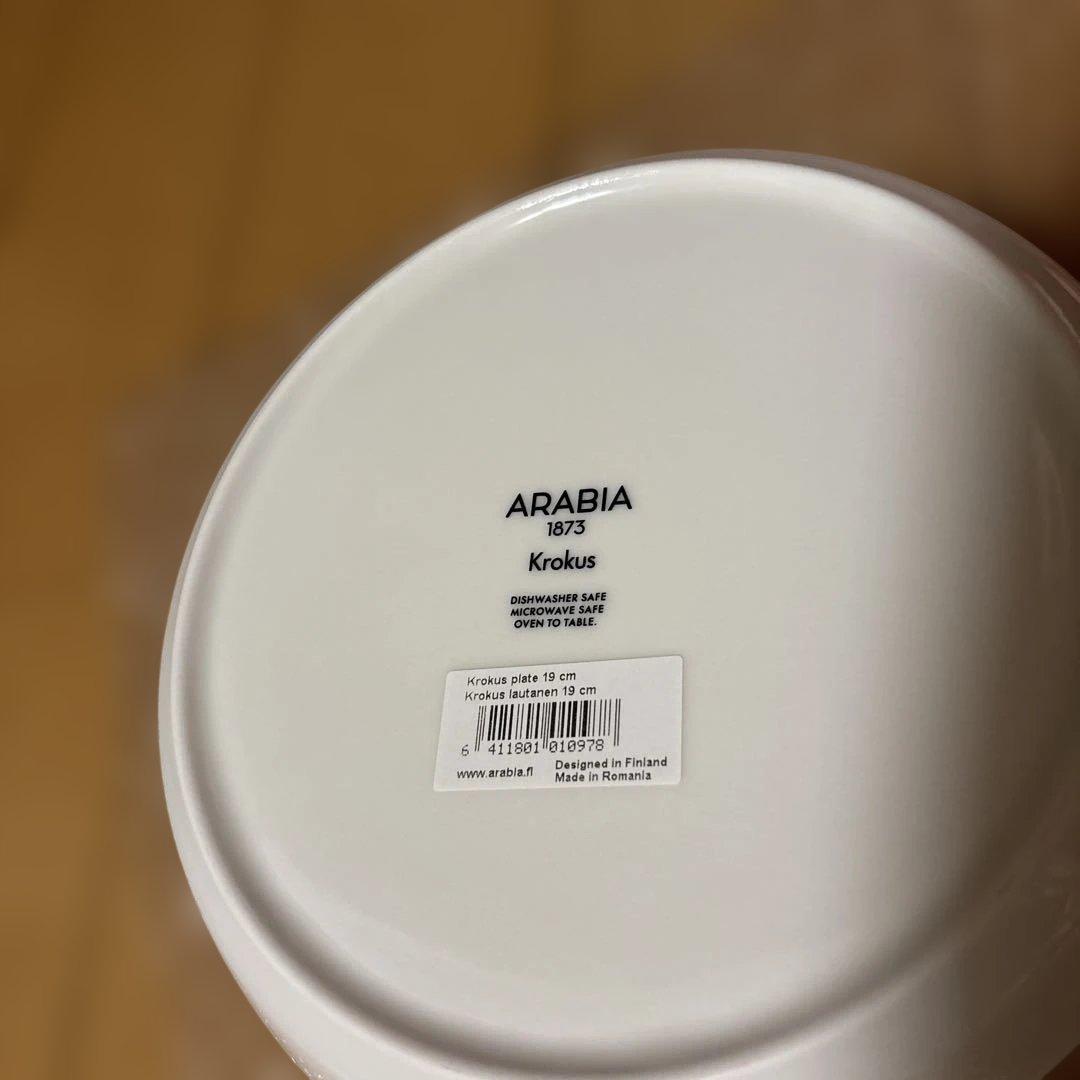 ARABIA
1873
Krokus
DISHWASHER SAFE
MICROWAVE SAFE
OVEN TO TABLE.
Krokus plate 19 cm
Krokus lautanen 19 cm
6 411801 010978
www.arabia.fi
Designed in Finland
Made in Romania